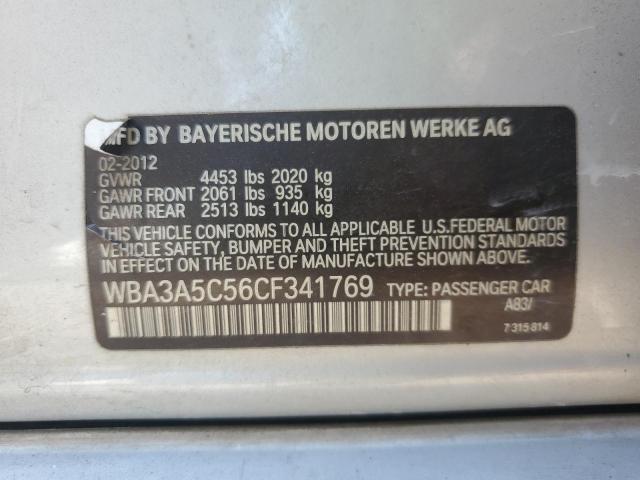 MFD BY BAYERISCHE MOTOREN WERKE AG
02-2012
GVWR 4453 lbs 2020 kg
GAWR FRONT 2061 lbs 935 kg
GAWR REAR 2513 lbs 1140 kg
THIS VEHICLE CONFORMS TO ALL APPLICABLE U.S.FEDERAL MOTOR
VEHICLE SAFETY, BUMPER AND THEFT PREVENTION STANDARDS
IN EFFECT ON THE DATE OF MANUFACTURE SHOWN ABOVE.
WBA3A5C56CF341769 TYPE: PASSENGER CAR
A83/
7 315 814